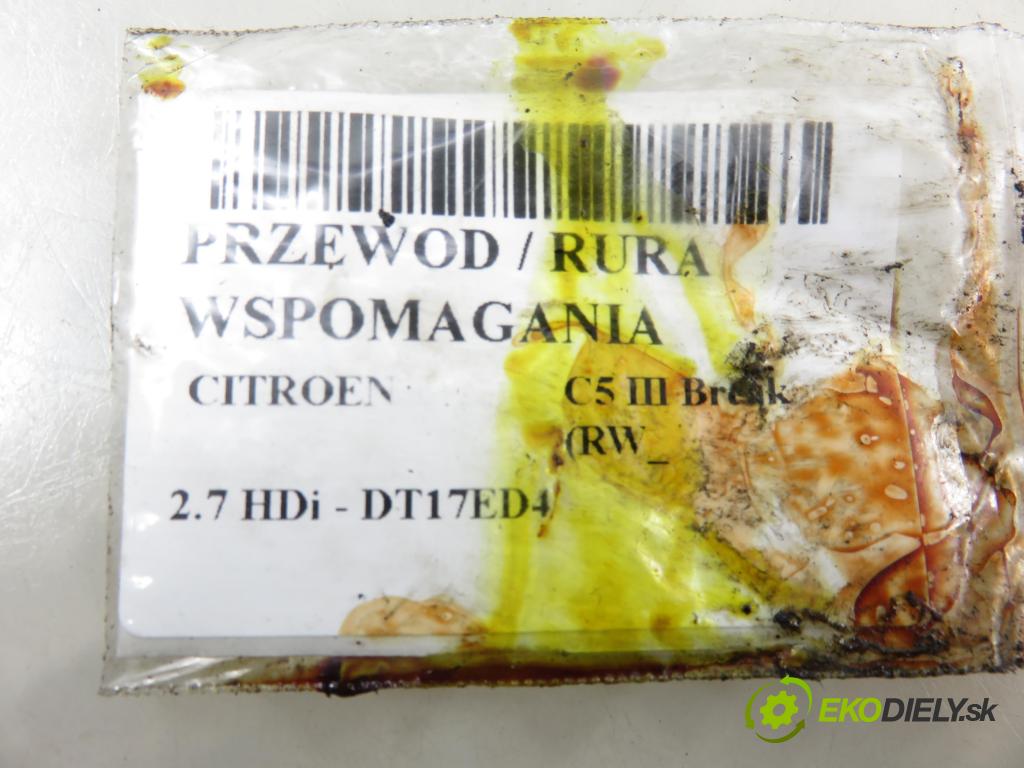 PRZEWOD / RURA
WSPOMAGANIA
CITROEN C5 III Break
(RW_
2.7 HDi - DT17ED4
EKODIELY.sk